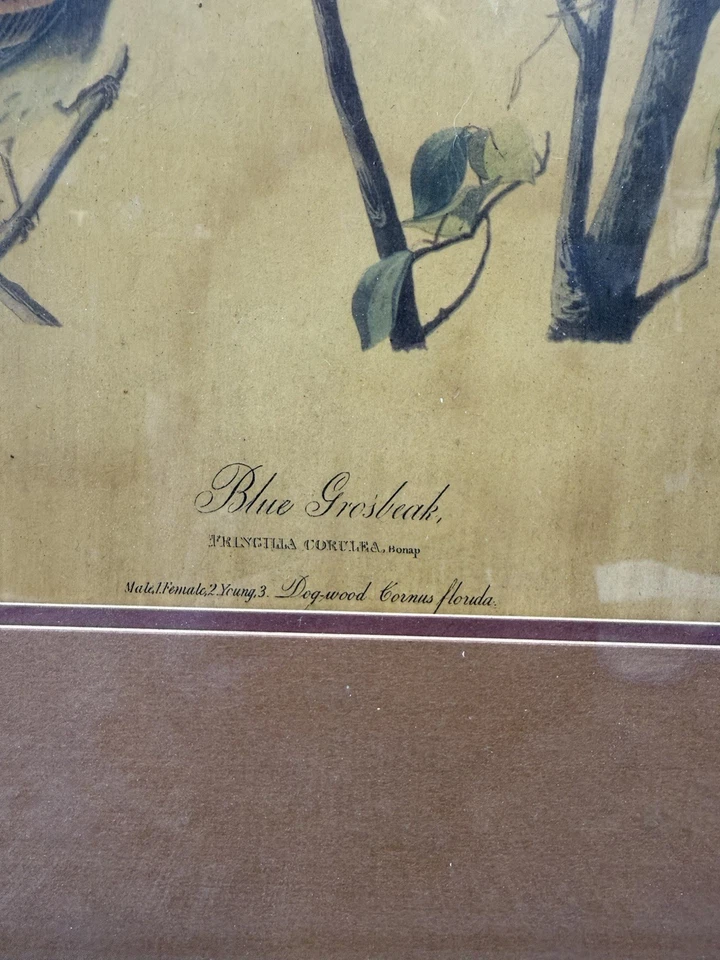 Blue Grosbeak,
FRINGILLA CORULEA, Bonap
Male,1.Female,2.Young,3. Dog-wood Cornus florida.